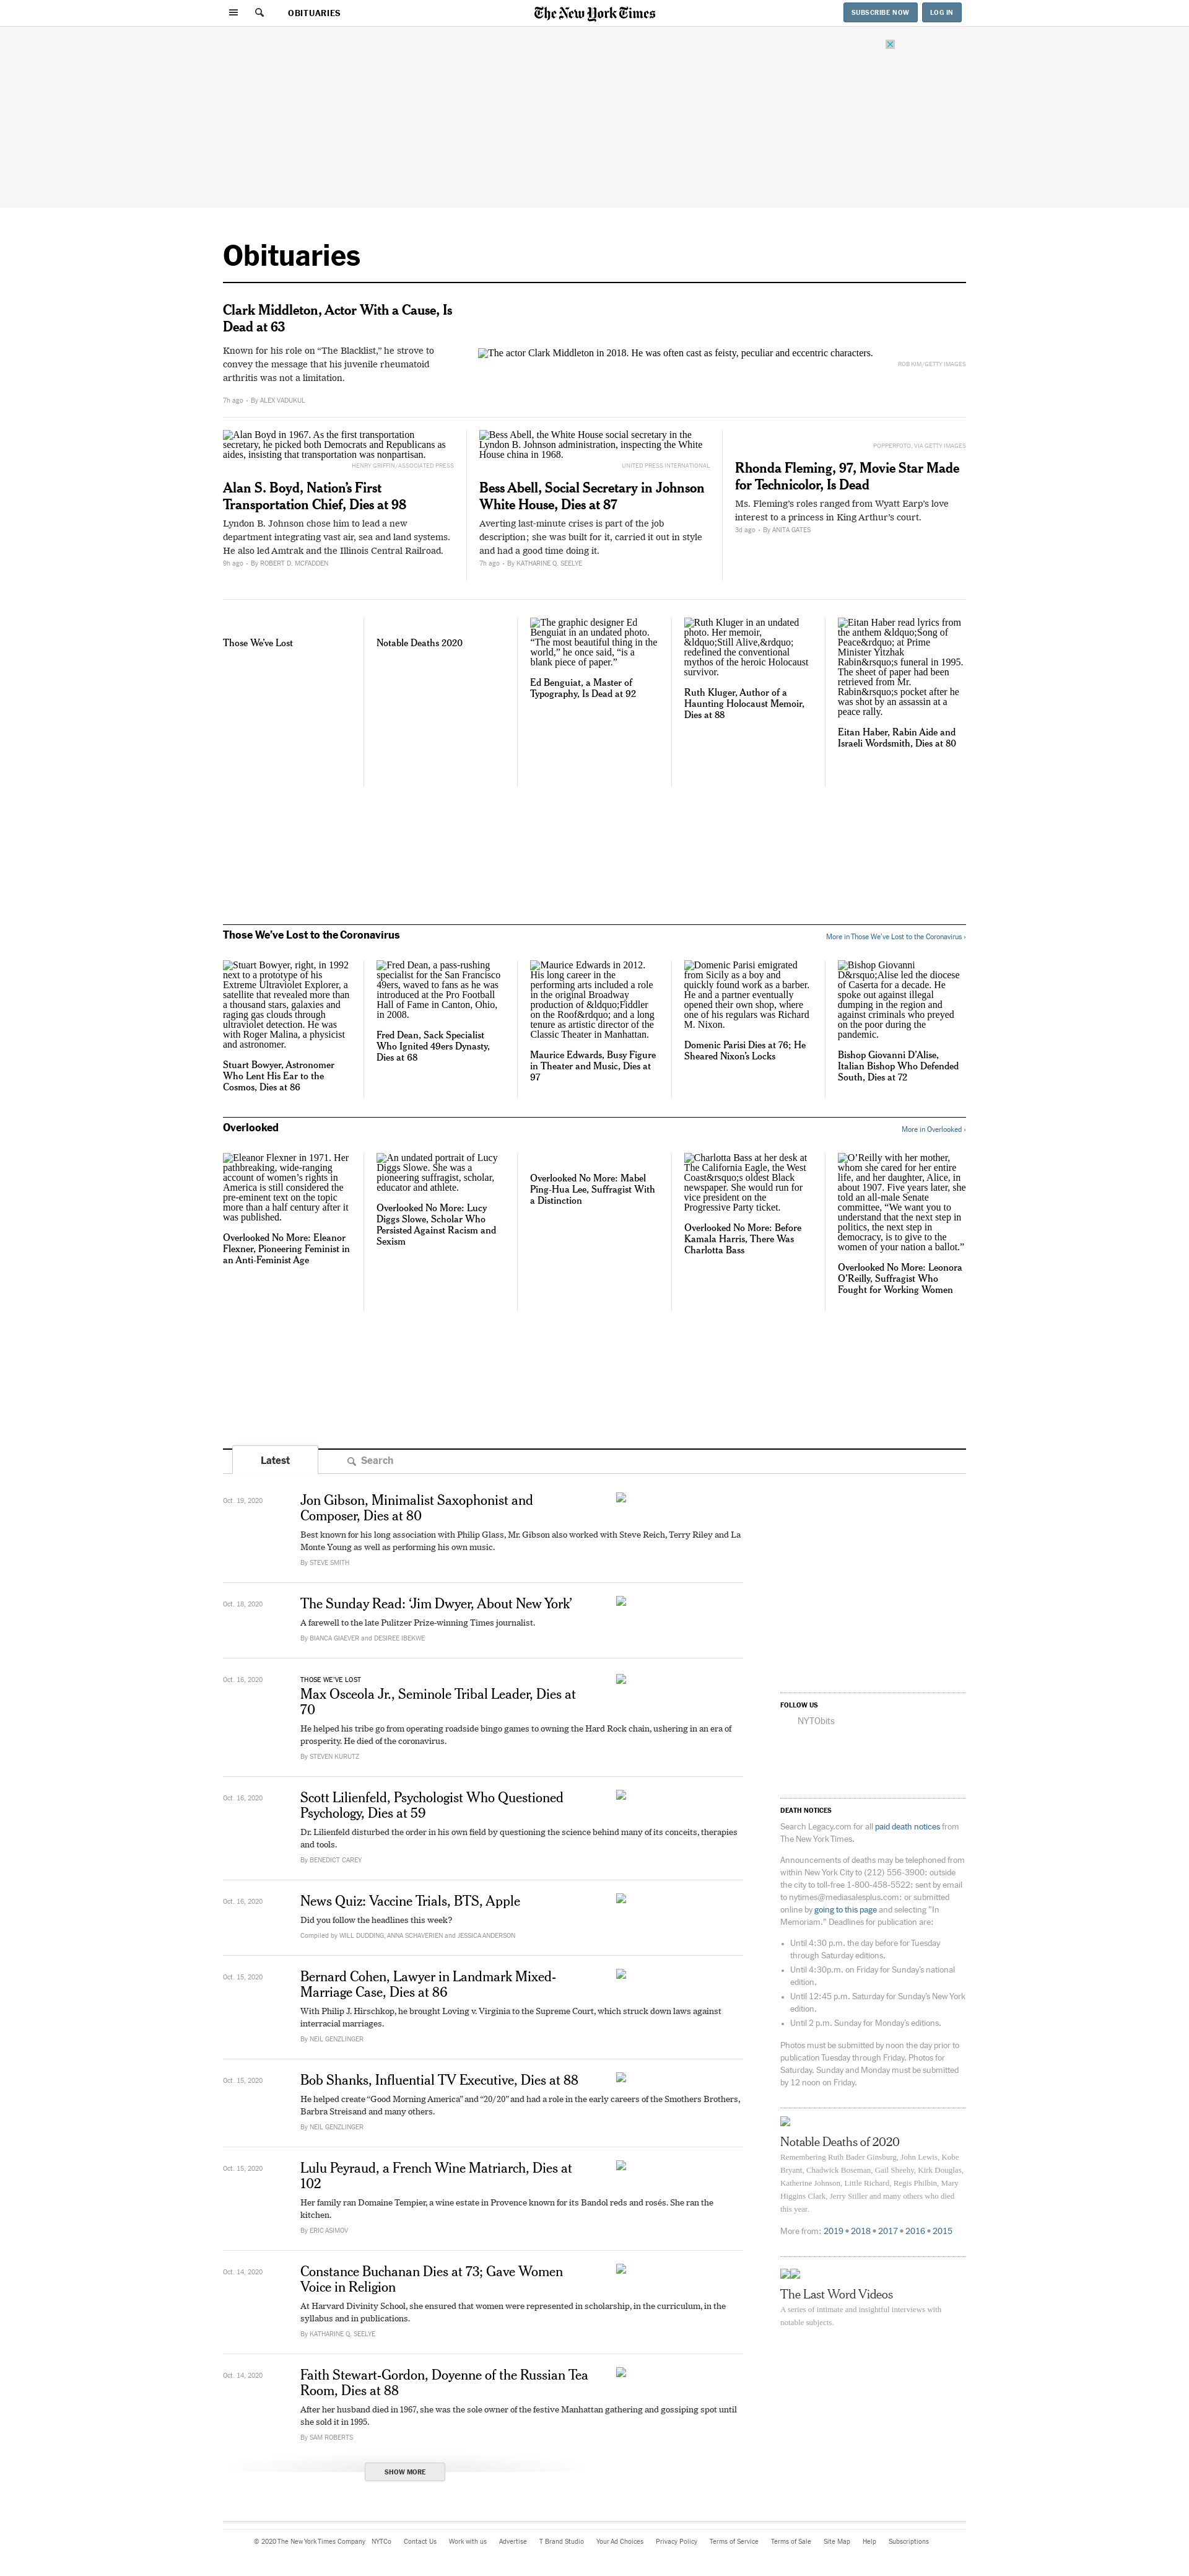 OBITUARIES
The New York Times
SUBSCRIBE NOW
LOG IN
Obituaries
Clark Middleton, Actor With a Cause, Is
Dead at 63
Known for his role on “The Blacklist,” he strove to
convey the message that his juvenile rheumatoid
arthritis was not a limitation.
7h ago • By ALEX VADUKUL
The actor Clark Middleton in 2018. He was often cast as feisty, peculiar and eccentric characters.
ROB KIM/GETTY IMAGES
Alan Boyd in 1967. As the first transportation
secretary, he picked both Democrats and Republicans as
aides, insisting that transportation was nonpartisan.
HENRY GRIFFIN/ASSOCIATED PRESS
Alan S. Boyd, Nation’s First
Transportation Chief, Dies at 98
Lyndon B. Johnson chose him to lead a new
department integrating vast air, sea and land systems.
He also led Amtrak and the Illinois Central Railroad.
9h ago • By ROBERT D. MCFADDEN
Bess Abell, the White House social secretary in the
Lyndon B. Johnson administration, inspecting the White
House china in 1968.
UNITED PRESS INTERNATIONAL
Bess Abell, Social Secretary in Johnson
White House, Dies at 87
Averting last-minute crises is part of the job
description; she was built for it, carried it out in style
and had a good time doing it.
7h ago • By KATHARINE Q. SEELYE
POPPERFOTO, VIA GETTY IMAGES
Rhonda Fleming, 97, Movie Star Made
for Technicolor, Is Dead
Ms. Fleming’s roles ranged from Wyatt Earp’s love
interest to a princess in King Arthur’s court.
3d ago • By ANITA GATES
Those We’ve Lost
Notable Deaths 2020
The graphic designer Ed
Benguiat in an undated photo.
“The most beautiful thing in the
world,” he once said, “is a
blank piece of paper.”
Ed Benguiat, a Master of
Typography, Is Dead at 92
Ruth Kluger in an undated
photo. Her memoir,
&ldquo;Still Alive,&rdquo;
redefined the conventional
mythos of the heroic Holocaust
survivor.
Ruth Kluger, Author of a
Haunting Holocaust Memoir,
Dies at 88
Eitan Haber read lyrics from
the anthem &ldquo;Song of
Peace&rdquo; at Prime
Minister Yitzhak
Rabin&rsquo;s funeral in 1995.
The sheet of paper had been
retrieved from Mr.
Rabin&rsquo;s pocket after he
was shot by an assassin at a
peace rally.
Eitan Haber, Rabin Aide and
Israeli Wordsmith, Dies at 80
Those We’ve Lost to the Coronavirus
More in Those We’ve Lost to the Coronavirus ›
Stuart Bowyer, right, in 1992
next to a prototype of his
Extreme Ultraviolet Explorer, a
satellite that revealed more than
a thousand stars, galaxies and
raging gas clouds through
ultraviolet detection. He was
with Roger Malina, a physicist
and astronomer.
Stuart Bowyer, Astronomer
Who Lent His Ear to the
Cosmos, Dies at 86
Fred Dean, a pass-rushing
specialist for the San Francisco
49ers, waved to fans as he was
introduced at the Pro Football
Hall of Fame in Canton, Ohio,
in 2008.
Fred Dean, Sack Specialist
Who Ignited 49ers Dynasty,
Dies at 68
Maurice Edwards in 2012.
His long career in the
performing arts included a role
in the original Broadway
production of &ldquo;Fiddler
on the Roof&rdquo; and a long
tenure as artistic director of the
Classic Theater in Manhattan.
Maurice Edwards, Busy Figure
in Theater and Music, Dies at
97
Domenic Parisi emigrated
from Sicily as a boy and
quickly found work as a barber.
He and a partner eventually
opened their own shop, where
one of his regulars was Richard
M. Nixon.
Domenic Parisi Dies at 76; He
Sheared Nixon’s Locks
Bishop Giovanni
D&rsquo;Alise led the diocese
of Caserta for a decade. He
spoke out against illegal
dumping in the region and
against criminals who preyed
on the poor during the
pandemic.
Bishop Giovanni D’Alise,
Italian Bishop Who Defended
South, Dies at 72
Overlooked
More in Overlooked ›
Eleanor Flexner in 1971. Her
pathbreaking, wide-ranging
account of women’s rights in
America is still considered the
pre-eminent text on the topic
more than a half century after it
was published.
Overlooked No More: Eleanor
Flexner, Pioneering Feminist in
an Anti-Feminist Age
An undated portrait of Lucy
Diggs Slowe. She was a
pioneering suffragist, scholar,
educator and athlete.
Overlooked No More: Lucy
Diggs Slowe, Scholar Who
Persisted Against Racism and
Sexism
Overlooked No More: Mabel
Ping-Hua Lee, Suffragist With
a Distinction
Charlotta Bass at her desk at
The California Eagle, the West
Coast&rsquo;s oldest Black
newspaper. She would run for
vice president on the
Progressive Party ticket.
Overlooked No More: Before
Kamala Harris, There Was
Charlotta Bass
O’Reilly with her mother,
whom she cared for her entire
life, and her daughter, Alice, in
about 1907. Five years later, she
told an all-male Senate
committee, “We want you to
understand that the next step in
politics, the next step in
democracy, is to give to the
women of your nation a ballot.”
Overlooked No More: Leonora
O’Reilly, Suffragist Who
Fought for Working Women
Latest
Search
Oct. 19, 2020
Jon Gibson, Minimalist Saxophonist and
Composer, Dies at 80
Best known for his long association with Philip Glass, Mr. Gibson also worked with Steve Reich, Terry Riley and La
Monte Young as well as performing his own music.
By STEVE SMITH
Oct. 18, 2020
The Sunday Read: ‘Jim Dwyer, About New York’
A farewell to the late Pulitzer Prize-winning Times journalist.
By BIANCA GIAEVER and DESIREE IBEKWE
Oct. 16, 2020
THOSE WE’VE LOST
Max Osceola Jr., Seminole Tribal Leader, Dies at
70
He helped his tribe go from operating roadside bingo games to owning the Hard Rock chain, ushering in an era of
prosperity. He died of the coronavirus.
By STEVEN KURUTZ
Oct. 16, 2020
Scott Lilienfeld, Psychologist Who Questioned
Psychology, Dies at 59
Dr. Lilienfeld disturbed the order in his own field by questioning the science behind many of its conceits, therapies
and tools.
By BENEDICT CAREY
Oct. 16, 2020
News Quiz: Vaccine Trials, BTS, Apple
Did you follow the headlines this week?
Compiled by WILL DUDDING, ANNA SCHAVERIEN and JESSICA ANDERSON
Oct. 15, 2020
Bernard Cohen, Lawyer in Landmark Mixed-
Marriage Case, Dies at 86
With Philip J. Hirschkop, he brought Loving v. Virginia to the Supreme Court, which struck down laws against
interracial marriages.
By NEIL GENZLINGER
Oct. 15, 2020
Bob Shanks, Influential TV Executive, Dies at 88
He helped create “Good Morning America” and “20/20” and had a role in the early careers of the Smothers Brothers,
Barbra Streisand and many others.
By NEIL GENZLINGER
Oct. 15, 2020
Lulu Peyraud, a French Wine Matriarch, Dies at
102
Her family ran Domaine Tempier, a wine estate in Provence known for its Bandol reds and rosés. She ran the
kitchen.
By ERIC ASIMOV
Oct. 14, 2020
Constance Buchanan Dies at 73; Gave Women
Voice in Religion
At Harvard Divinity School, she ensured that women were represented in scholarship, in the curriculum, in the
syllabus and in publications.
By KATHARINE Q. SEELYE
Oct. 14, 2020
Faith Stewart-Gordon, Doyenne of the Russian Tea
Room, Dies at 88
After her husband died in 1967, she was the sole owner of the festive Manhattan gathering and gossiping spot until
she sold it in 1995.
By SAM ROBERTS
SHOW MORE
FOLLOW US
NYTObits
DEATH NOTICES
Search Legacy.com for all paid death notices from
The New York Times.
Announcements of deaths may be telephoned from
within New York City to (212) 556-3900; outside
the city to toll-free 1-800-458-5522; sent by email
to nytimes@mediasalesplus.com; or submitted
online by going to this page and selecting "In
Memoriam." Deadlines for publication are:
• Until 4:30 p.m. the day before for Tuesday
through Saturday editions.
• Until 4:30p.m. on Friday for Sunday’s national
edition.
• Until 12:45 p.m. Saturday for Sunday’s New York
edition.
• Until 2 p.m. Sunday for Monday’s editions.
Photos must be submitted by noon the day prior to
publication Tuesday through Friday. Photos for
Saturday, Sunday and Monday must be submitted
by 12 noon on Friday.
Notable Deaths of 2020
Remembering Ruth Bader Ginsburg, John Lewis, Kobe
Bryant, Chadwick Boseman, Gail Sheehy, Kirk Douglas,
Katherine Johnson, Little Richard, Regis Philbin, Mary
Higgins Clark, Jerry Stiller and many others who died
this year.
More from: 2019 • 2018 • 2017 • 2016 • 2015
The Last Word Videos
A series of intimate and insightful interviews with
notable subjects.
© 2020 The New York Times Company NYTCo Contact Us Work with us Advertise T Brand Studio Your Ad Choices Privacy Policy Terms of Service Terms of Sale Site Map Help Subscriptions